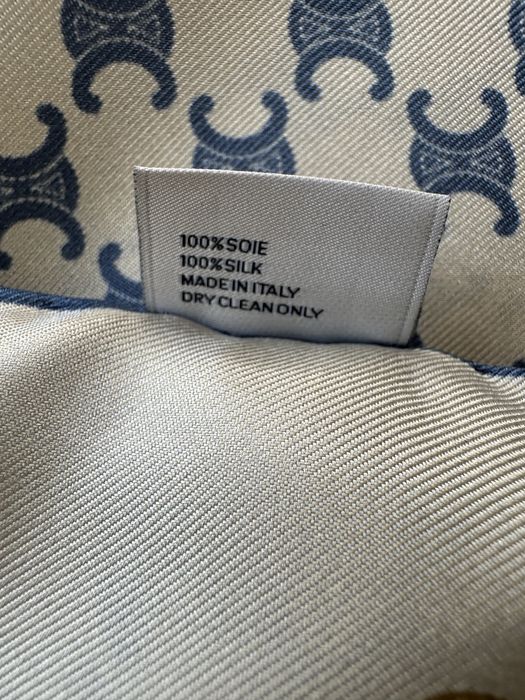 100%SOIE
100%SILK
MADE IN ITALY
DRY CLEAN ONLY